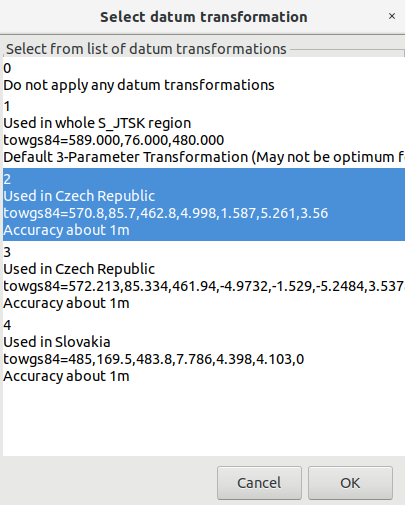 Select datum transformation
×
Select from list of datum transformations
0
Do not apply any datum transformations
1
Used in whole S_JTSK region
towgs84=589.000,76.000,480.000
Default 3-Parameter Transformation (May not be optimum f
2
Used in Czech Republic
towgs84=570.8,85.7,462.8,4.998,1.587,5.261,3.56
Accuracy about 1m
3
Used in Czech Republic
towgs84=572.213,85.334,461.94,-4.9732,-1.529,-5.2484,3.537
Accuracy about 1m
4
Used in Slovakia
towgs84=485,169.5,483.8,7.786,4.398,4.103,0
Accuracy about 1m
Cancel OK